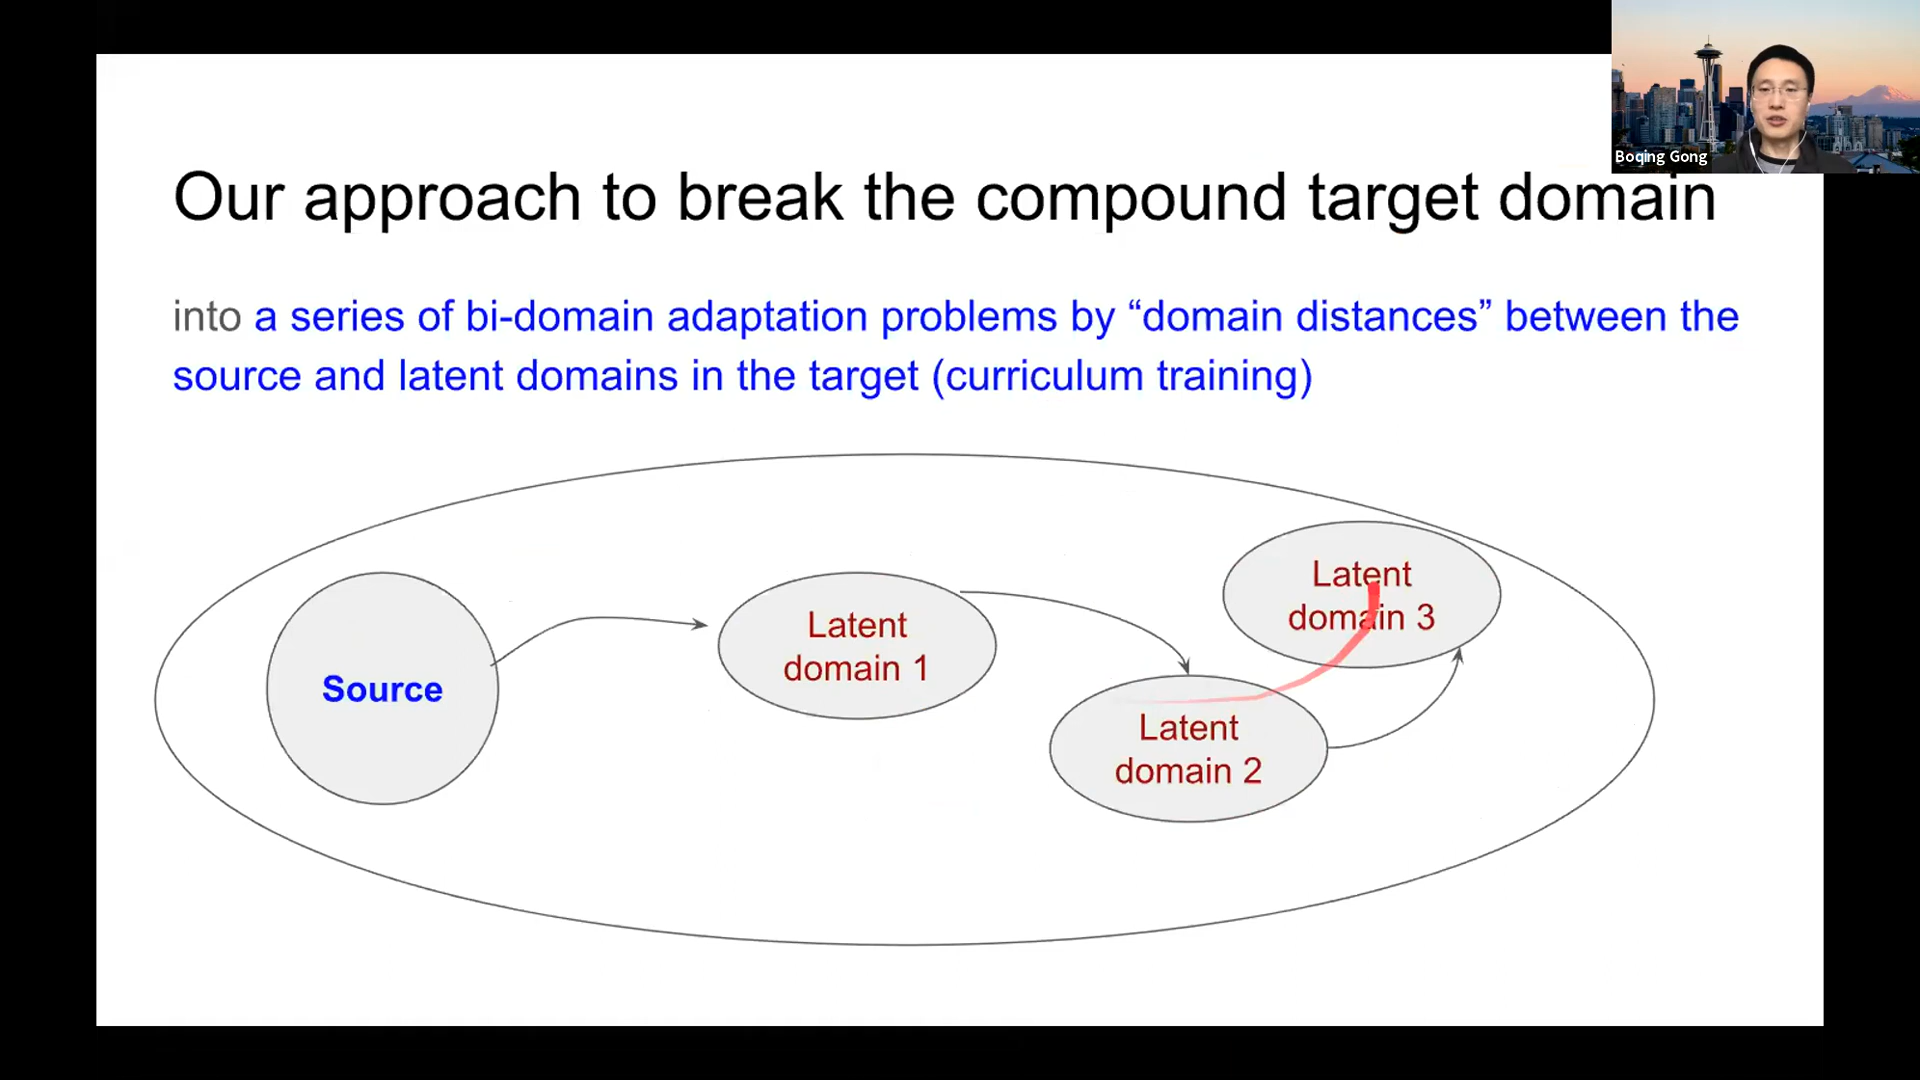 Boqing Gong
Our approach to break the compound target domain
into a series of bi-domain adaptation problems by “domain distances” between the
source and latent domains in the target (curriculum training)
Source
Latent
domain 1
Latent
domain 2
Latent
domain 3